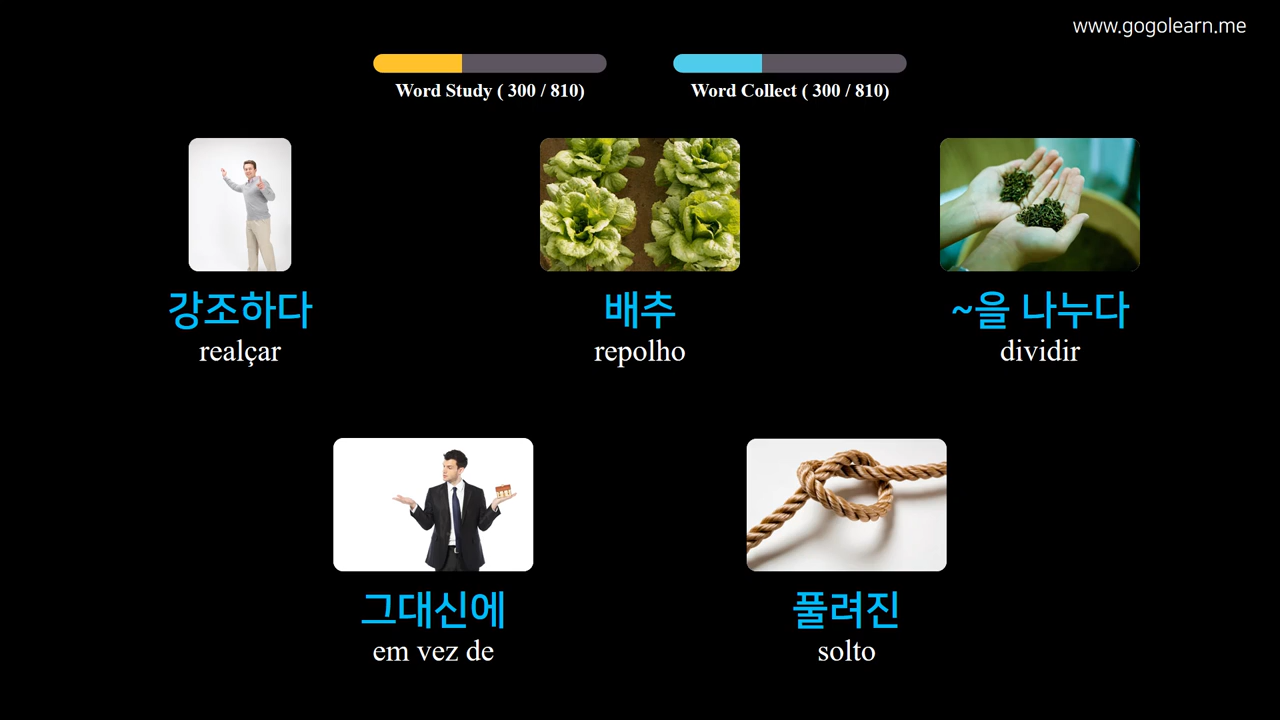 www.gogolearn.me
Word Study ( 300 / 810)
Word Collect ( 300 / 810)
강조하다
realçar
배추
repolho
~을 나누다
dividir
그대신에
em vez de
풀려진
solto